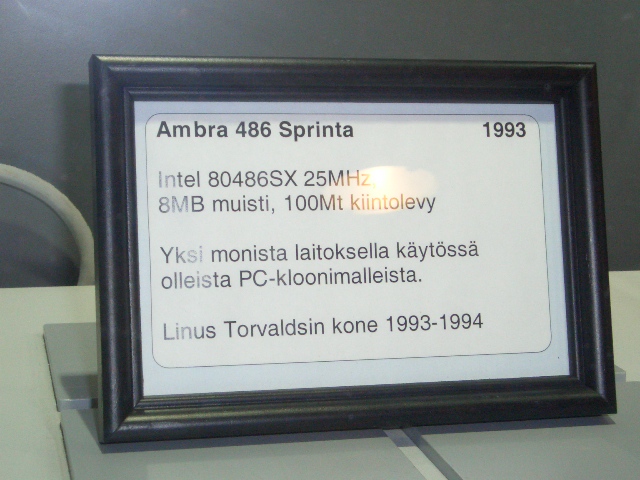 Ambra 486 Sprinta 1993
Intel 80486SX 25MHz,
8MB muisti, 100Mt kiintolevy
Yksi monista laitoksella käytössä
olleista PC-kloonimalleista.
Linus Torvaldsin kone 1993-1994